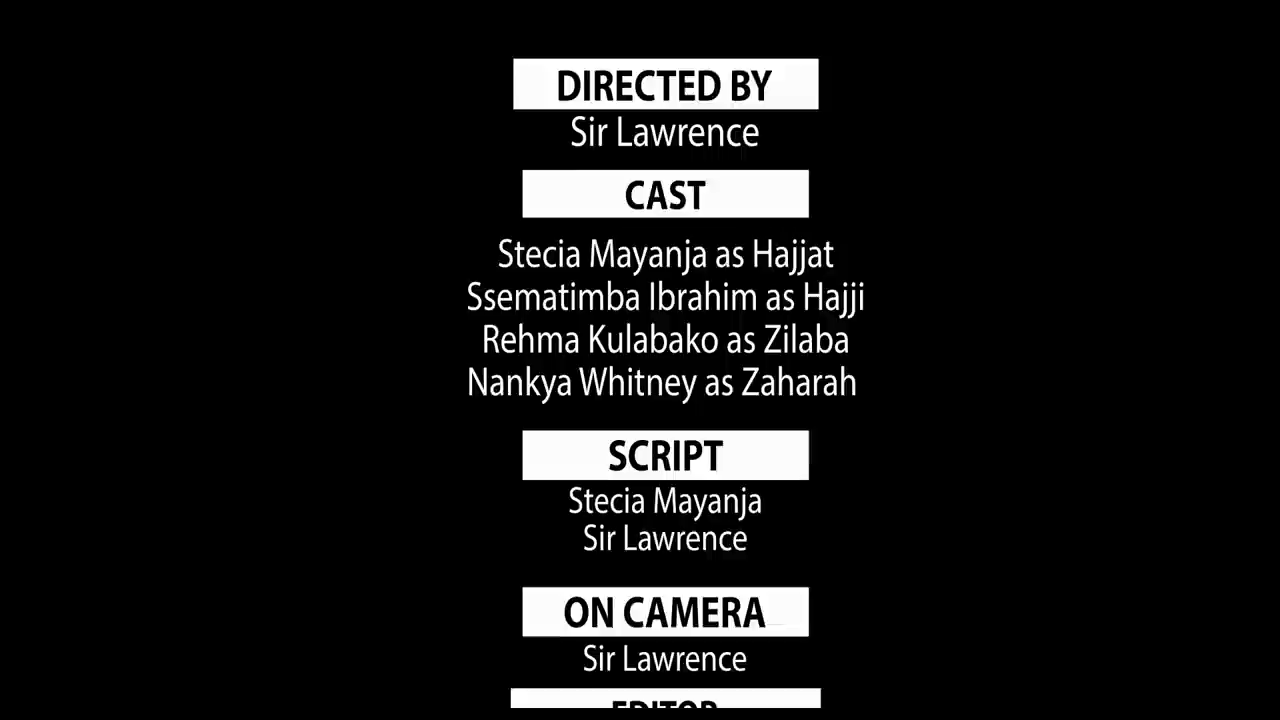 DIRECTED BY
Sir Lawrence
CAST
Stecia Mayanja as Hajjat
Ssematimba Ibrahim as Hajji
Rehma Kulabako as Zilaba
Nankya Whitney as Zaharah
SCRIPT
Stecia Mayanja
Sir Lawrence
ON CAMERA
Sir Lawrence
EDITOR